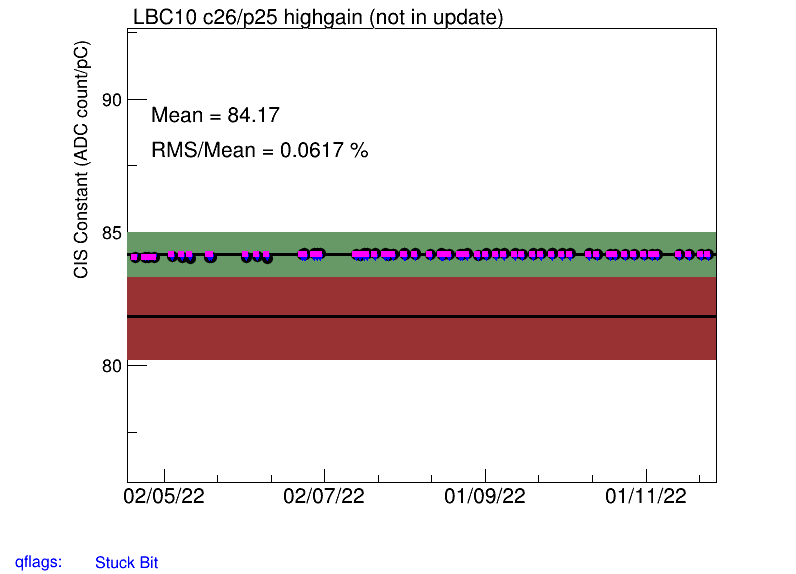 LBC10 c26/p25 highgain (not in update)
CIS Constant (ADC count/pC)
90
Mean = 84.17
RMS/Mean = 0.0617 %
85
80
02/05/22 02/07/22 01/09/22 01/11/22
qflags: Stuck Bit